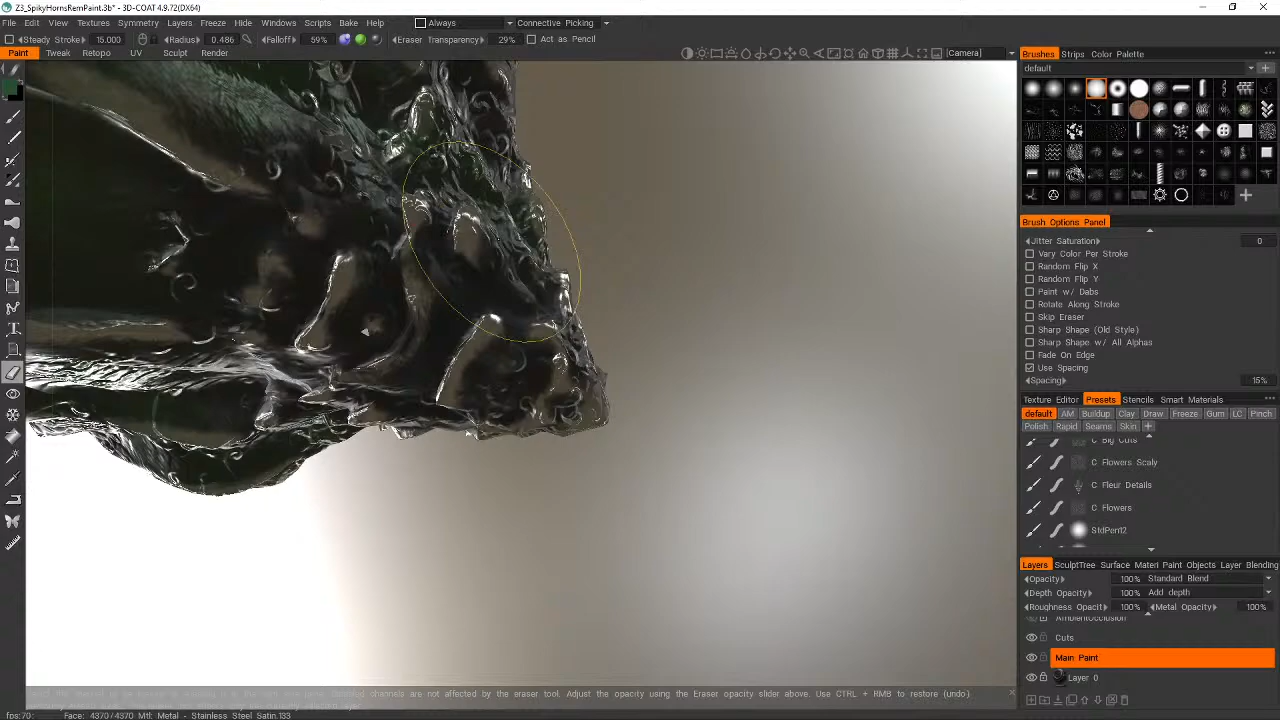 Z3_SpikyHornsRemPaint.3b* - 3D-COAT 4.9.72(DX64)
File Edit View Textures Symmetry Layers Freeze Hide Windows Scripts Bake Help Always Connective Picking
Steady Stroke 15.000 Radius 0.486 Falloff 59% Eraser Transparency 29% Act as Pencil
Paint Tweak Retopo UV Sculpt Render [Camera]
Brushes Strips Color Palette
default
Brush Options Panel
Jitter Saturation 0
Vary Color Per Stroke
Random Flip X
Random Flip Y
Paint w/ Dabs
Rotate Along Stroke
Skip Eraser
Sharp Shape (Old Style)
Sharp Shape w/ All Alphas
Fade On Edge
Use Spacing
Spacing 15%
Texture Editor Presets Stencils Smart Materials
default AM Buildup Clay Draw Freeze Gum LC Pinch
Polish Rapid Seams Skin
C Big Cuts
C Flowers Scaly
C Fleur Details
C Flowers
StdPent2
Layers SculptTree Surface Materi Paint Objects Layer Blending
Opacity 100% Standard Blend
Depth Opacity 100% Add depth
Roughness Opacit 100% Metal Opacity 100%
AmbientOcclusion
Cuts
Main Paint
Layer 0
channels are not affected by the eraser tool. Adjust the opacity using the Eraser opacity slider above. Use CTRL + RMB to restore (undo).
fps:70; Face: 4370/4370 Mtl: Metal - Stainless Steel Satin.133